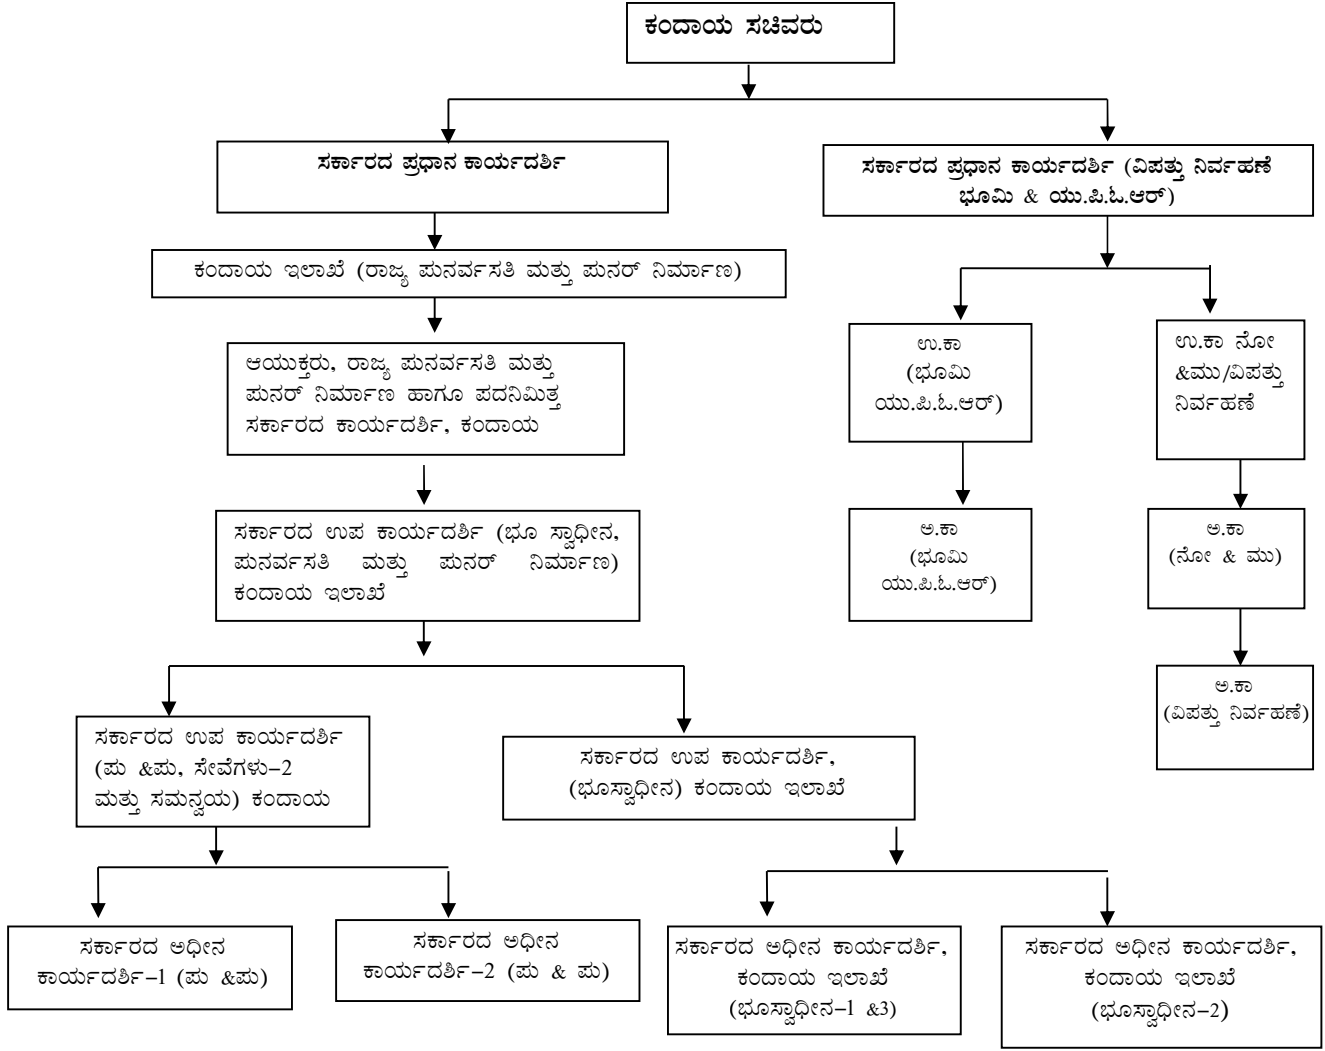 ಕಂದಾಯ ಸಚಿವರು
ಸರ್ಕಾರದ ಪ್ರಧಾನ ಕಾರ್ಯದರ್ಶಿ
ಸರ್ಕಾರದ ಪ್ರಧಾನ ಕಾರ್ಯದರ್ಶಿ (ವಿಪತ್ತು ನಿರ್ವಹಣೆ
ಭೂಮಿ & ಯು.ಪಿ.ಓ.ಆರ್)
ಕಂದಾಯ ಇಲಾಖೆ (ರಾಜ್ಯ ಪುನರ್ವಸತಿ ಮತ್ತು ಪುನರ್ ನಿರ್ಮಾಣ)
ಆಯುಕ್ತರು, ರಾಜ್ಯ ಪುನರ್ವಸತಿ ಮತ್ತು
ಪುನರ್ ನಿರ್ಮಾಣ ಹಾಗೂ ಪದನಿಮಿತ್ತ
ಸರ್ಕಾರದ ಕಾರ್ಯದರ್ಶಿ, ಕಂದಾಯ
ಉ.ಕಾ
(ಭೂಮಿ
ಯು.ಪಿ.ಓ.ಆರ್)
ಉ.ಕಾ ನೋ
&ಮು/ವಿಪತ್ತು
ನಿರ್ವಹಣೆ
ಸರ್ಕಾರದ ಉಪ ಕಾರ್ಯದರ್ಶಿ (ಭೂ ಸ್ವಾಧೀನ,
ಪುನರ್ವಸತಿ ಮತ್ತು ಪುನರ್ ನಿರ್ಮಾಣ)
ಕಂದಾಯ ಇಲಾಖೆ
ಅ.ಕಾ
(ಭೂಮಿ
ಯು.ಪಿ.ಓ.ಆರ್)
ಅ.ಕಾ
(ನೋ & ಮು)
ಅ.ಕಾ
(ವಿಪತ್ತು ನಿರ್ವಹಣೆ)
ಸರ್ಕಾರದ ಉಪ ಕಾರ್ಯದರ್ಶಿ
(ಪು &ಪು, ಸೇವೆಗಳು-2
ಮತ್ತು ಸಮನ್ವಯ) ಕಂದಾಯ
ಸರ್ಕಾರದ ಉಪ ಕಾರ್ಯದರ್ಶಿ,
(ಭೂಸ್ವಾಧೀನ) ಕಂದಾಯ ಇಲಾಖೆ
ಸರ್ಕಾರದ ಅಧೀನ
ಕಾರ್ಯದರ್ಶಿ-1 (ಪು &ಪು)
ಸರ್ಕಾರದ ಅಧೀನ
ಕಾರ್ಯದರ್ಶಿ-2 (ಪು & ಪು)
ಸರ್ಕಾರದ ಅಧೀನ ಕಾರ್ಯದರ್ಶಿ,
ಕಂದಾಯ ಇಲಾಖೆ
(ಭೂಸ್ವಾಧೀನ-1 &3)
ಸರ್ಕಾರದ ಅಧೀನ ಕಾರ್ಯದರ್ಶಿ,
ಕಂದಾಯ ಇಲಾಖೆ
(ಭೂಸ್ವಾಧೀನ-2)